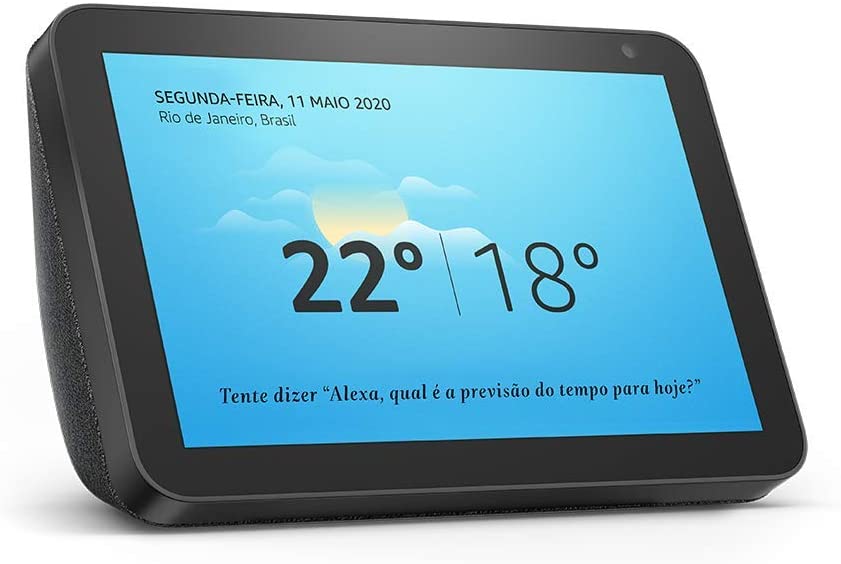 SEGUNDA-FEIRA, 11 MAIO 2020
Rio de Janeiro, Brasil
22° 18°
Tente dizer “Alexa, qual é a previsão do tempo para hoje?”